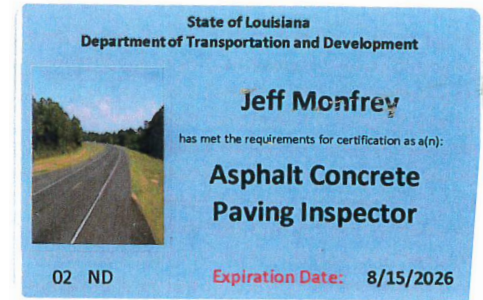 State of Louisiana
Department of Transportation and Development
Jeff Monfrey
has met the requirements for certification as a(n):
Asphalt Concrete
Paving Inspector
02 ND
Expiration Date: 8/15/2026